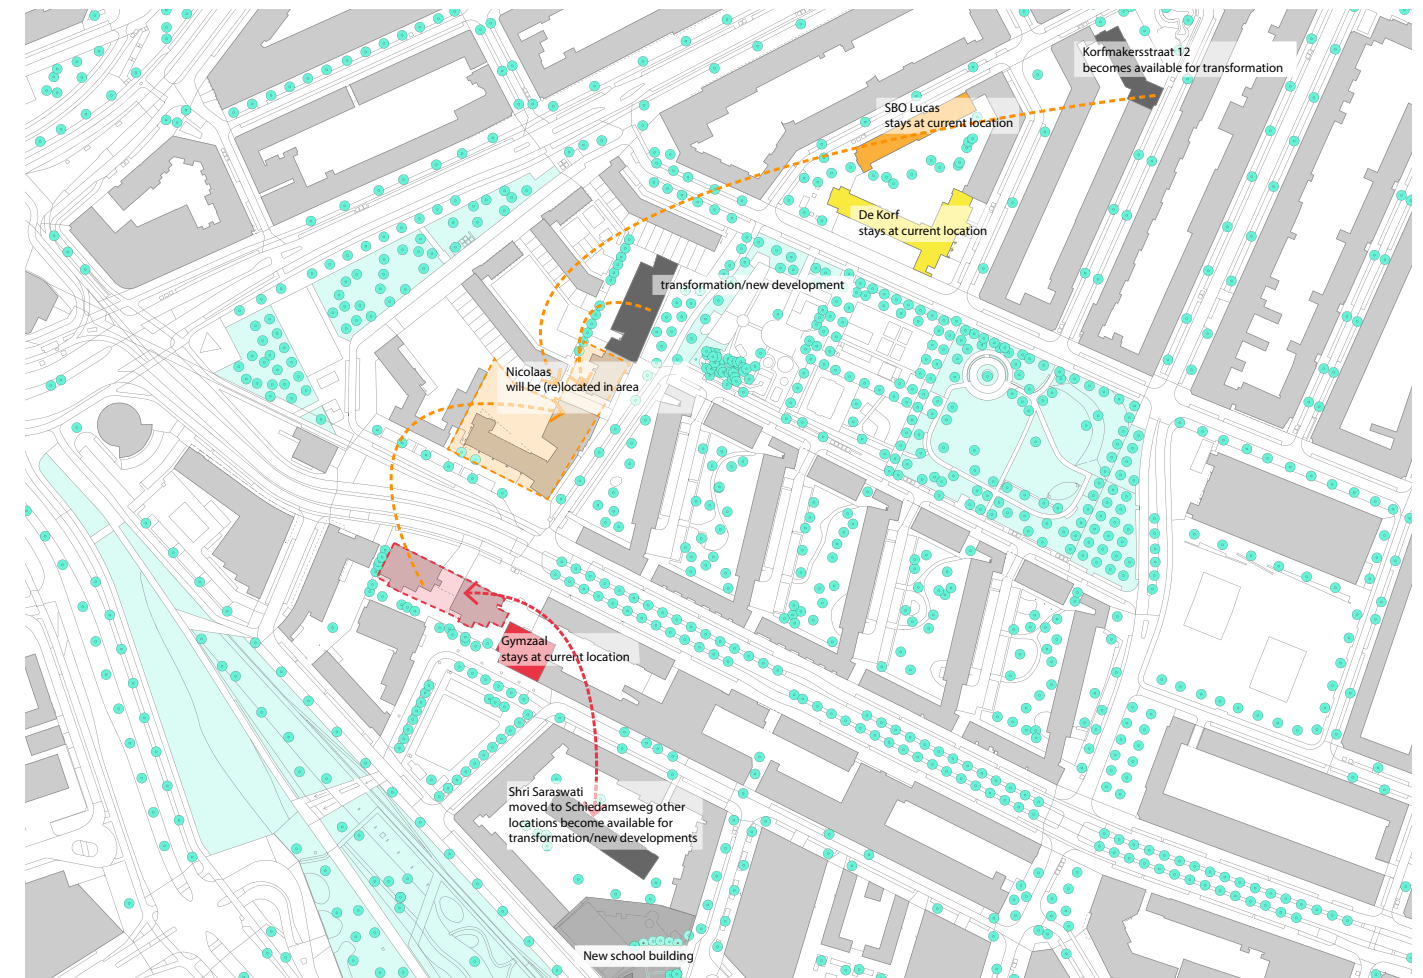 Korfmakersstraat 12
becomes available for transformation
SBO Lucas
stays at current location
De Korf
stays at current location
transformation/new development
Nicolaas
will be (re)located in area
Gymzaal
stays at current location
Shri Saraswati
moved to Schiedamseweg other
locations become available for
transformation/new developments
New school building